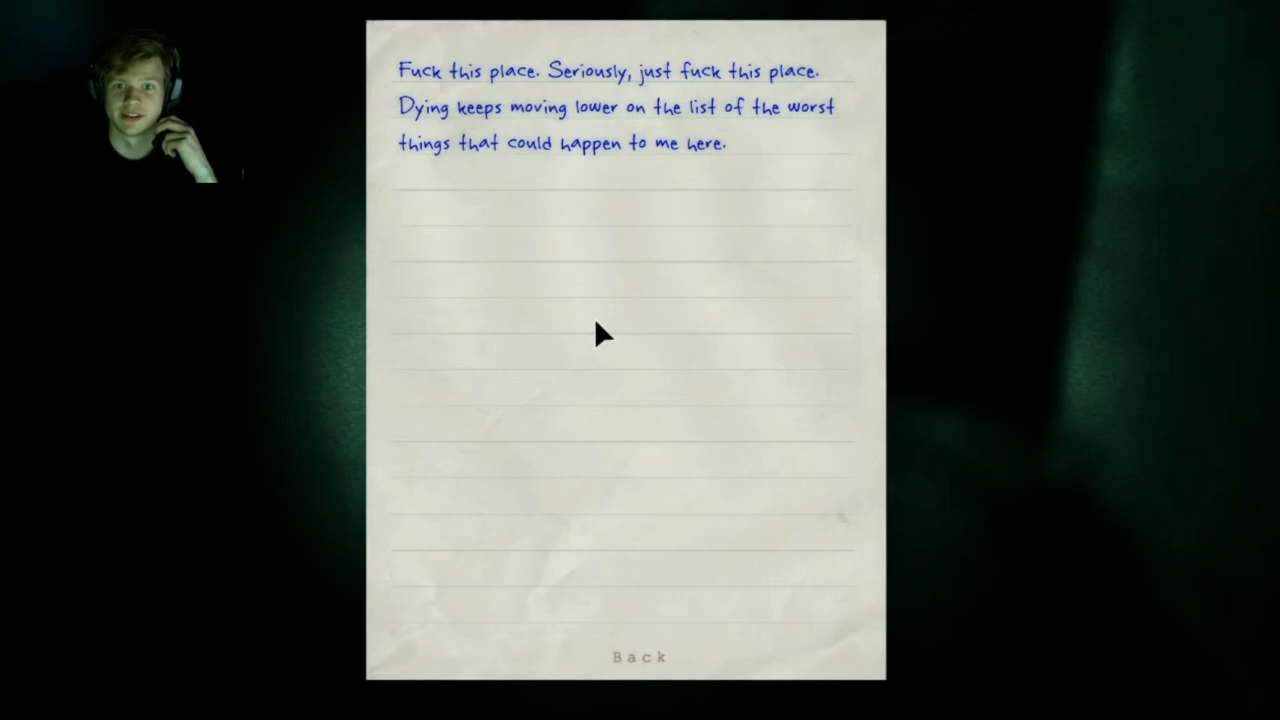 Fuck this place. Seriously, just fuck this place.
Dying keeps moving lower on the list of the worst
things that could happen to me here.
Back